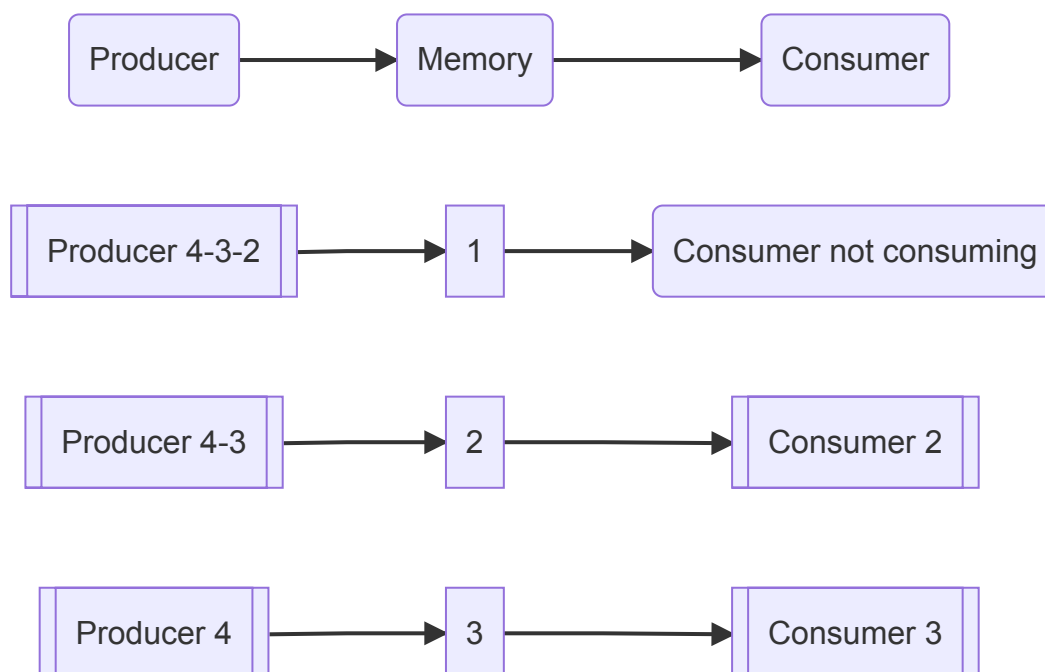 Producer
Memory
Consumer
Producer 4-3-2
1
Consumer not consuming
Producer 4-3
2
Consumer 2
Producer 4
3
Consumer 3